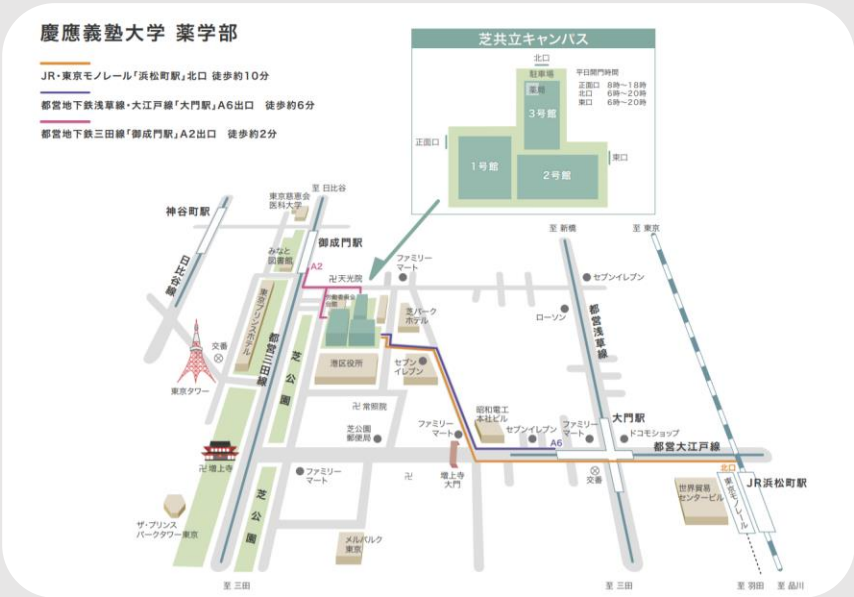 慶應義塾大学 薬学部
JR・東京モノレール「浜松町駅」北口 徒歩約10分
都営地下鉄浅草線・大江戸線「大門駅」A6出口 徒歩約6分
都営地下鉄三田線「御成門駅」A2出口 徒歩約2分
芝共立キャンパス
北口
駐車場
薬局
3号館
平日開門時間
正面口 8時〜18時
北口 6時〜20時
東口 6時〜20時
正面口
1号館
2号館
東口
至 日比谷
東京慈恵会
医科大学
神谷町駅
日比谷線
御成門駅
みなと
図書館
A2
卍天光院
ファミリー
マート
至 新橋
至 東京
セブンイレブン
ローソン
都営浅草線
東京プリンスホテル
都営三田線
芝公園
芝パーク
ホテル
交番
東京タワー
港区役所
セブン
イレブン
卍 常照院
芝公園
郵便局
ファミリー
マート
昭和電工
本社ビル
セブンイレブン
ファミリー
マート
大門駅
ドコモショップ
都営大江戸線
A6
卍 増上寺
ファミリー
マート
卍
増上寺
大門
交番
北口
JR浜松町駅
世界貿易
センタービル
東京モノレール
芝公園
ザ・プリンス
パークタワー東京
メルパルク
東京
至 三田
至 三田
至 羽田
至 品川